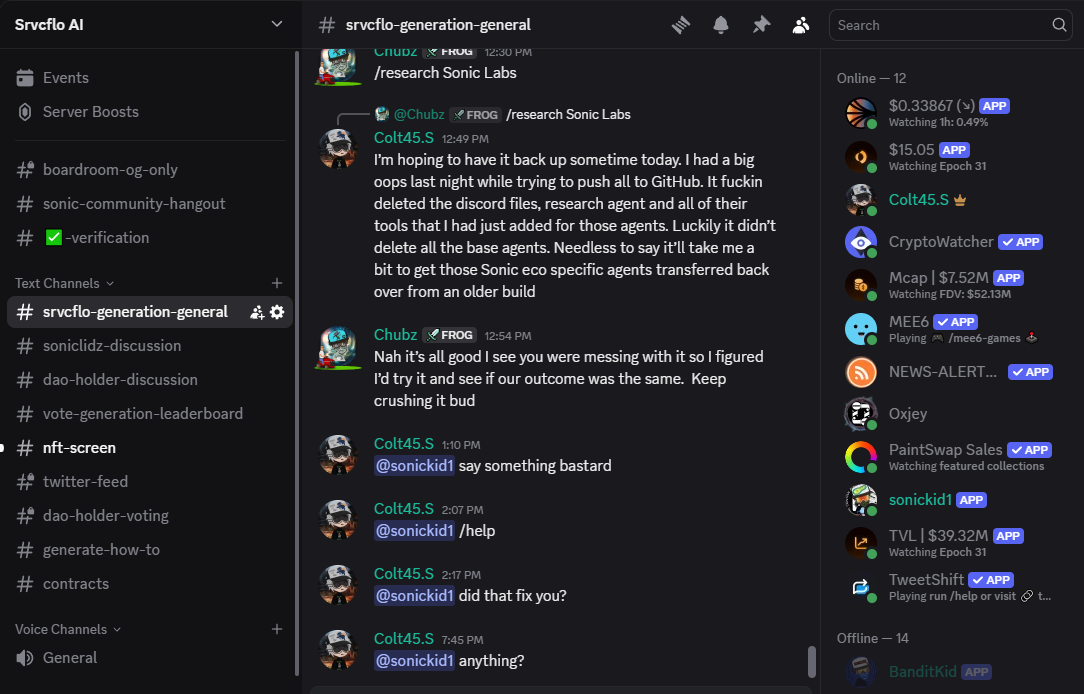 Srvcflo AI
Events
Server Boosts
boardroom-og-only
sonic-community-hangout
✅-verification
Text Channels
srvcflo-generation-general
soniclidz-discussion
dao-holder-discussion
vote-generation-leaderboard
nft-screen
twitter-feed
dao-holder-voting
generate-how-to
contracts
Voice Channels
General
srvcflo-generation-general
Search
Chubz FROG 12:30 PM
/research Sonic Labs
@Chubz FROG /research Sonic Labs
Colt45.S 12:49 PM
I’m hoping to have it back up sometime today. I had a big
oops last night while trying to push all to GitHub. It fuckin
deleted the discord files, research agent and all of their
tools that I had just added for those agents. Luckily it didn’t
delete all the base agents. Needless to say it’ll take me a
bit to get those Sonic eco specific agents transferred back
over from an older build
Chubz FROG 12:54 PM
Nah it’s all good I see you were messing with it so I figured
I’d try it and see if our outcome was the same.  Keep
crushing it bud
Colt45.S 1:10 PM
@sonickid1 say something bastard
Colt45.S 2:07 PM
@sonickid1 /help
Colt45.S 2:17 PM
@sonickid1 did that fix you?
Colt45.S 7:45 PM
@sonickid1 anything?
Online — 12
$0.33867 (↘) APP
Watching 1h: 0.49%
$15.05 APP
Watching Epoch 31
Colt45.S
CryptoWatcher ✓ APP
Mcap | $7.52M APP
Watching FDV: $52.13M
MEE6 ✓ APP
Playing 🎮 /mee6-games 🕹️
NEWS-ALERT... ✓ APP
Oxjey
PaintSwap Sales ✓ APP
Watching featured collections
sonickid1 APP
TVL | $39.32M APP
Watching Epoch 31
TweetShift ✓ APP
Playing run /help or visit 🔗 t...
Offline — 14
BanditKid APP